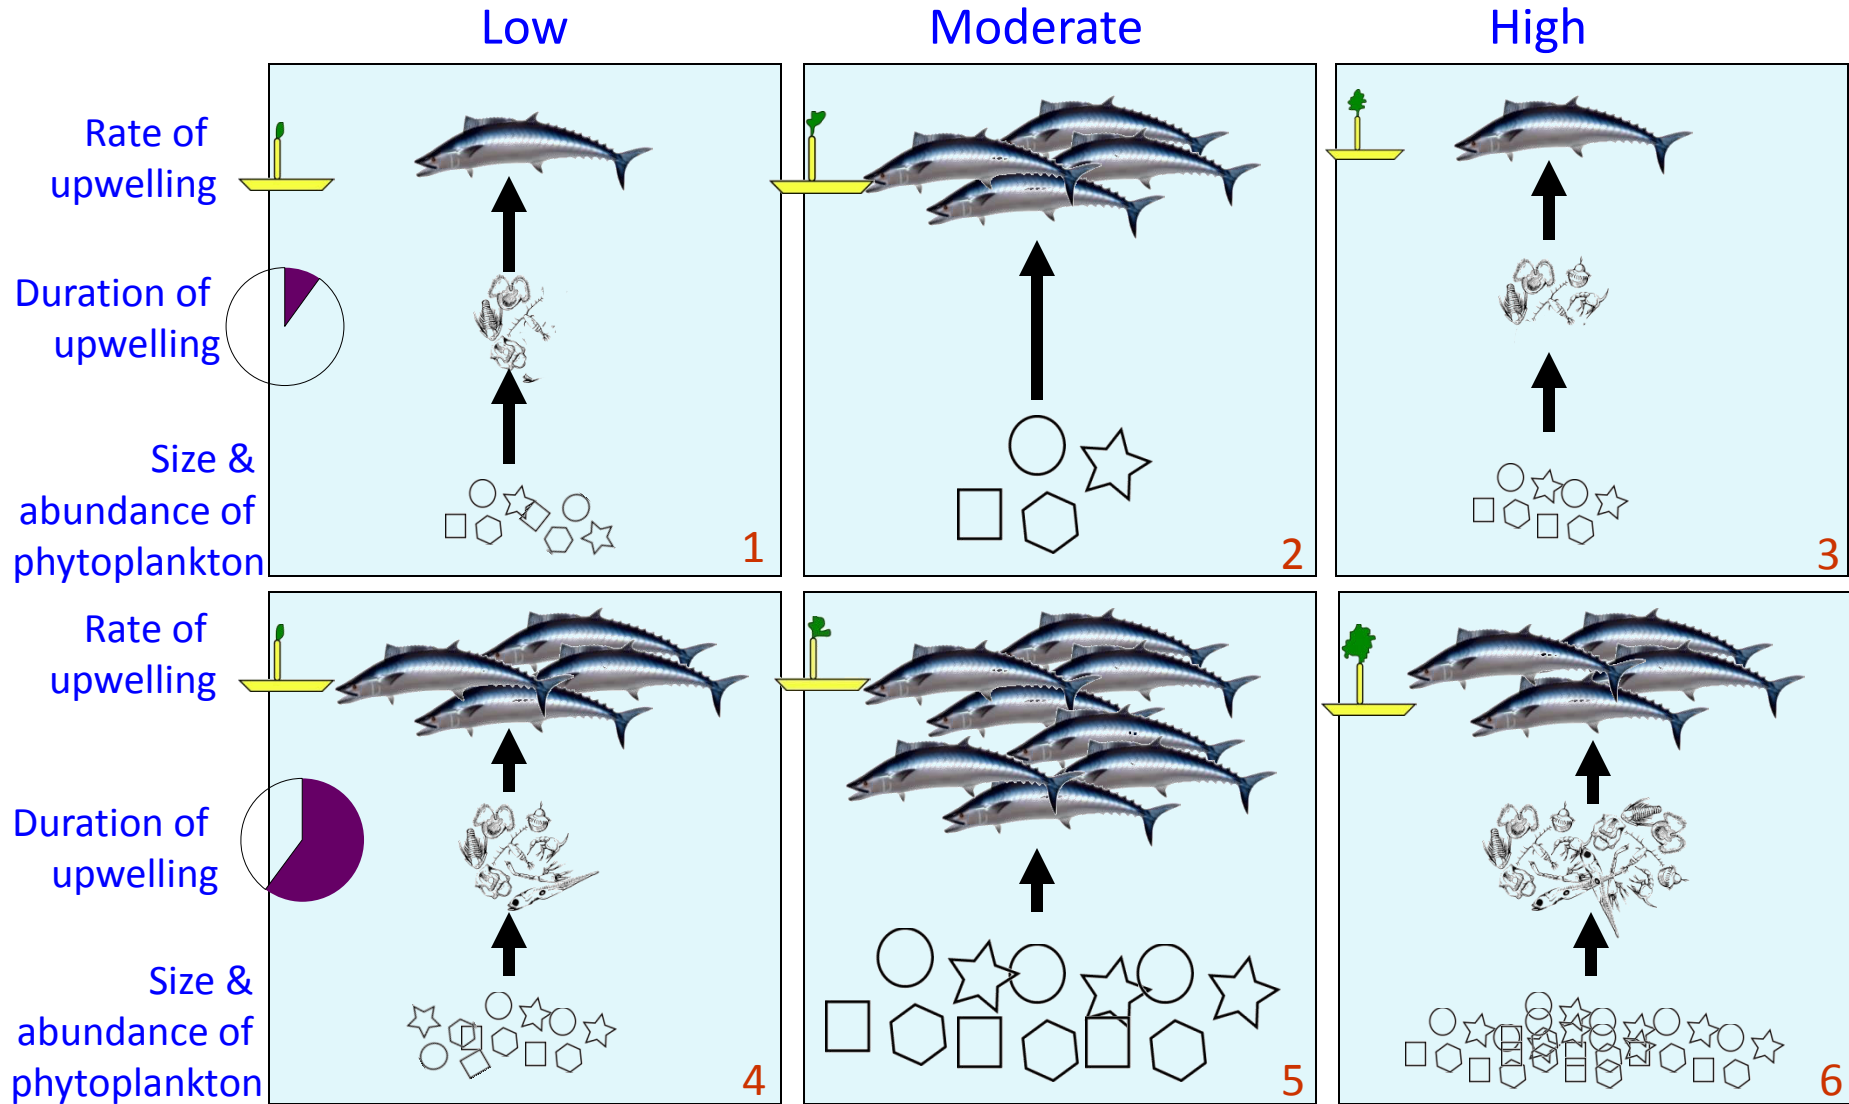 Low Moderate High
Rate of
upwelling
Duration of
upwelling
Size &
abundance of
phytoplankton
1 2 3
Rate of
upwelling
Duration of
upwelling
Size &
abundance of
phytoplankton
4 5 6